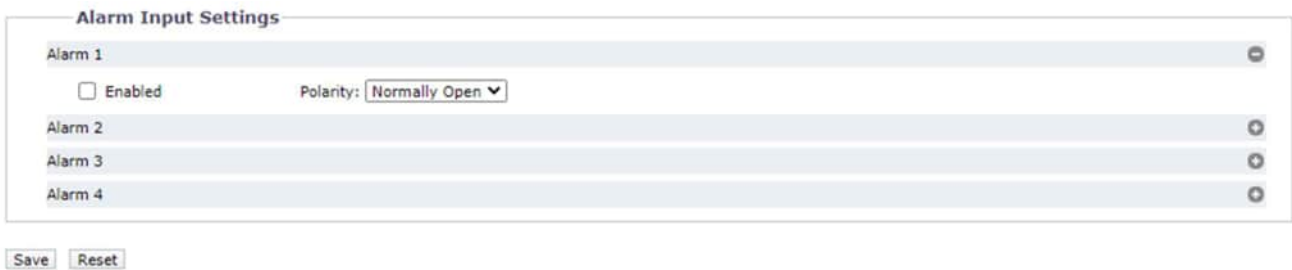 Alarm Input Settings
Alarm 1
Enabled Polarity: Normally Open
Alarm 2
Alarm 3
Alarm 4
Save Reset